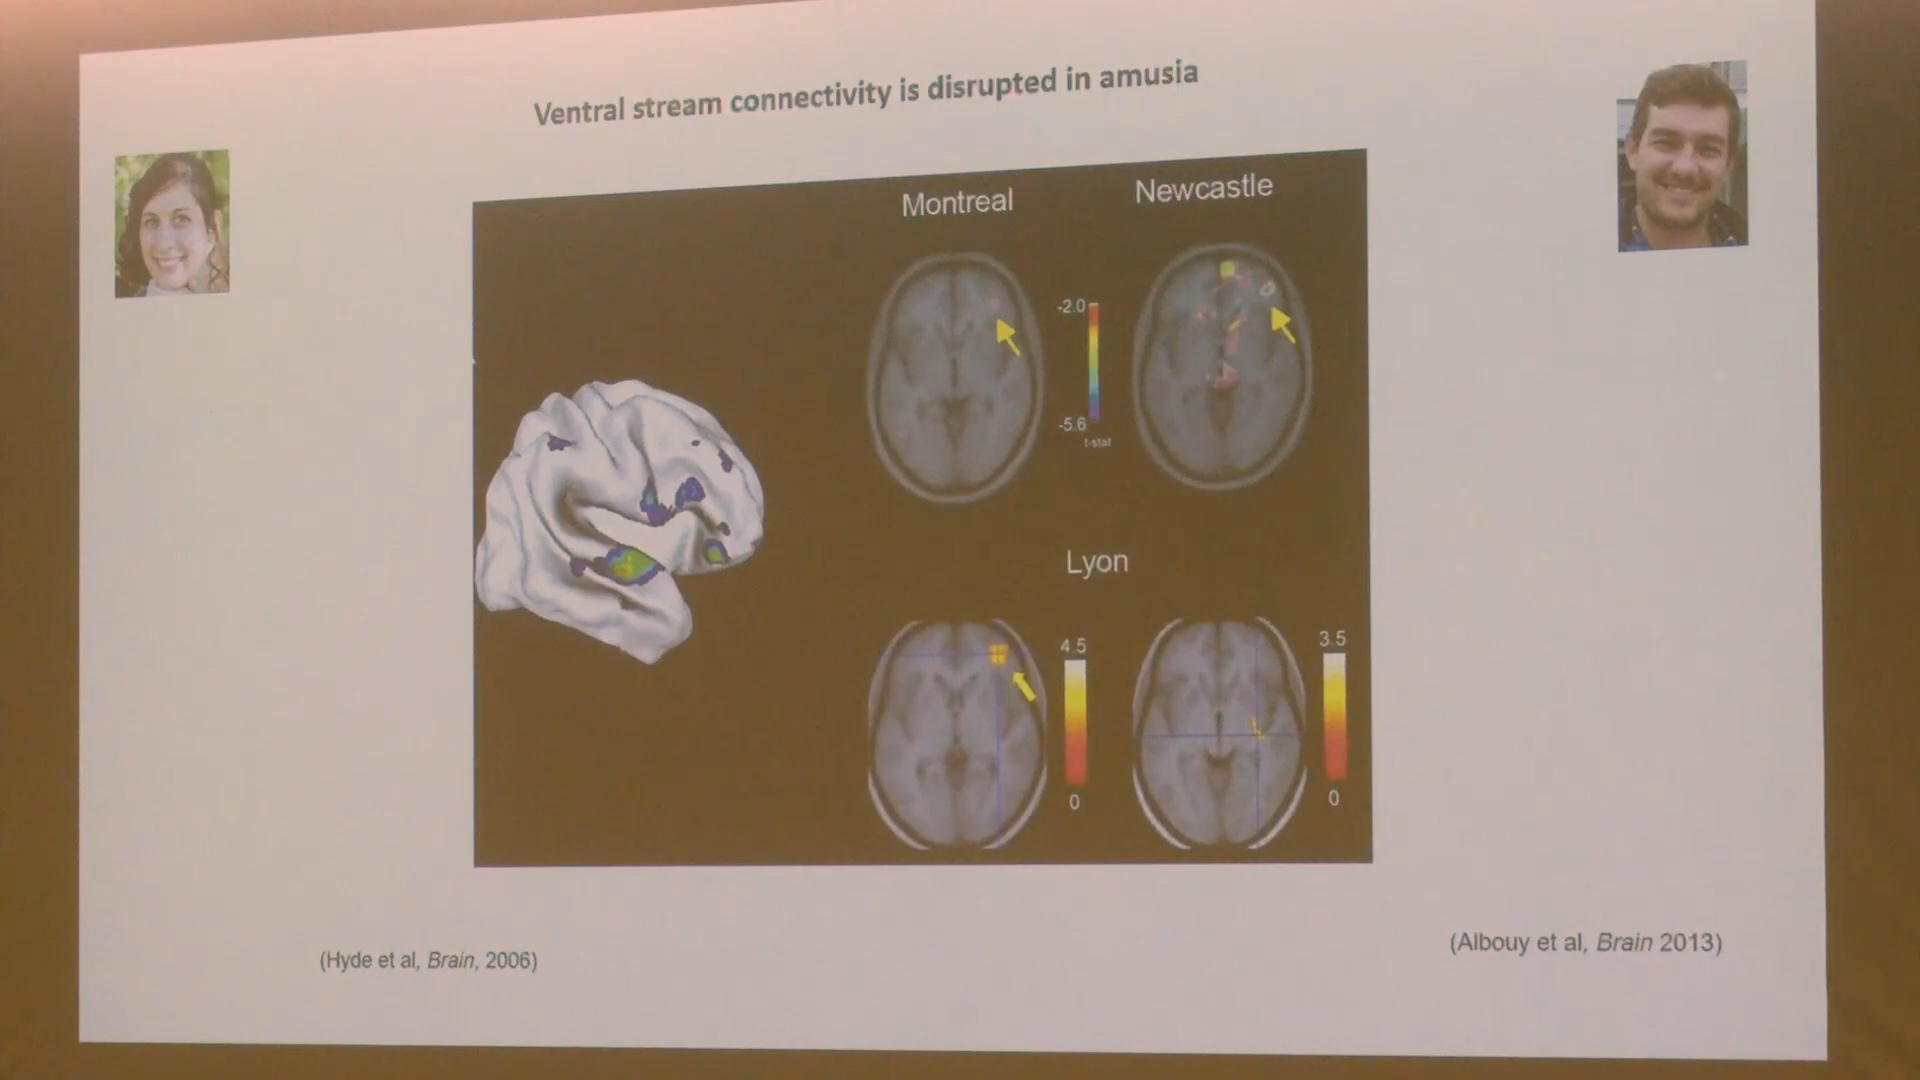 Ventral stream connectivity is disrupted in amusia
Montreal
Newcastle
-2.0
-5.6
t-stat
Lyon
4.5
0
3.5
0
(Hyde et al, Brain, 2006)
(Albouy et al, Brain 2013)